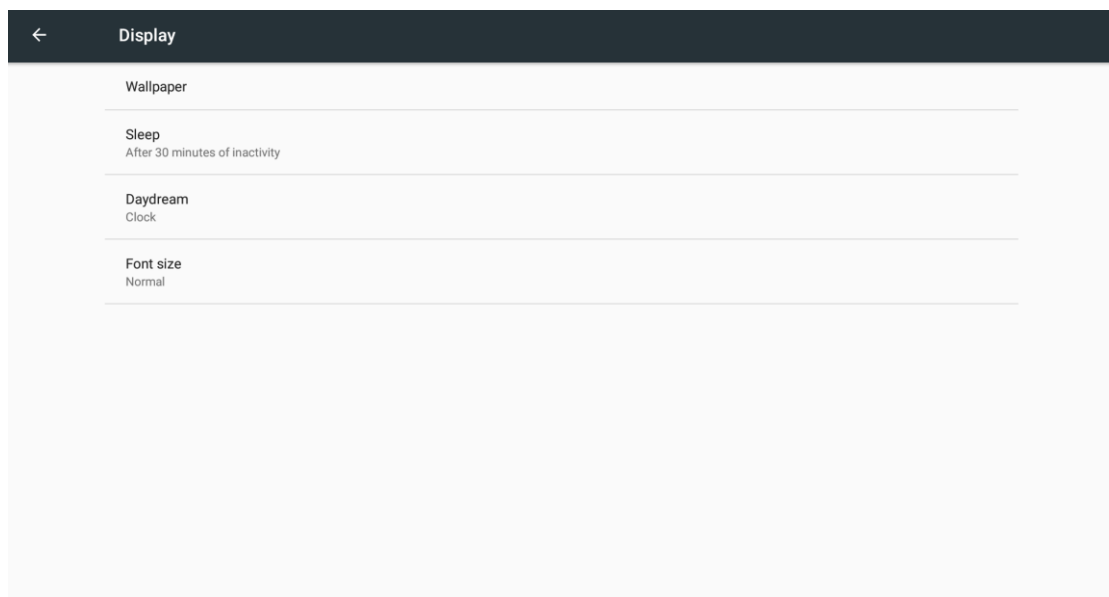 Display
Wallpaper
Sleep
After 30 minutes of inactivity
Daydream
Clock
Font size
Normal